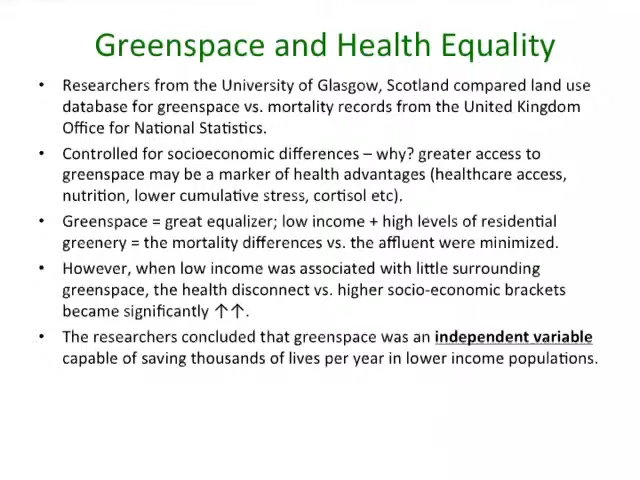 Greenspace and Health Equality
• Researchers from the University of Glasgow, Scotland compared land use
database for greenspace vs. mortality records from the United Kingdom
Office for National Statistics.
• Controlled for socioeconomic differences – why? greater access to
greenspace may be a marker of health advantages (healthcare access,
nutrition, lower cumulative stress, cortisol etc).
• Greenspace = great equalizer; low income + high levels of residential
greenery = the mortality differences vs. the affluent were minimized.
• However, when low income was associated with little surrounding
greenspace, the health disconnect vs. higher socio-economic brackets
became significantly ↑↑.
• The researchers concluded that greenspace was an independent variable
capable of saving thousands of lives per year in lower income populations.